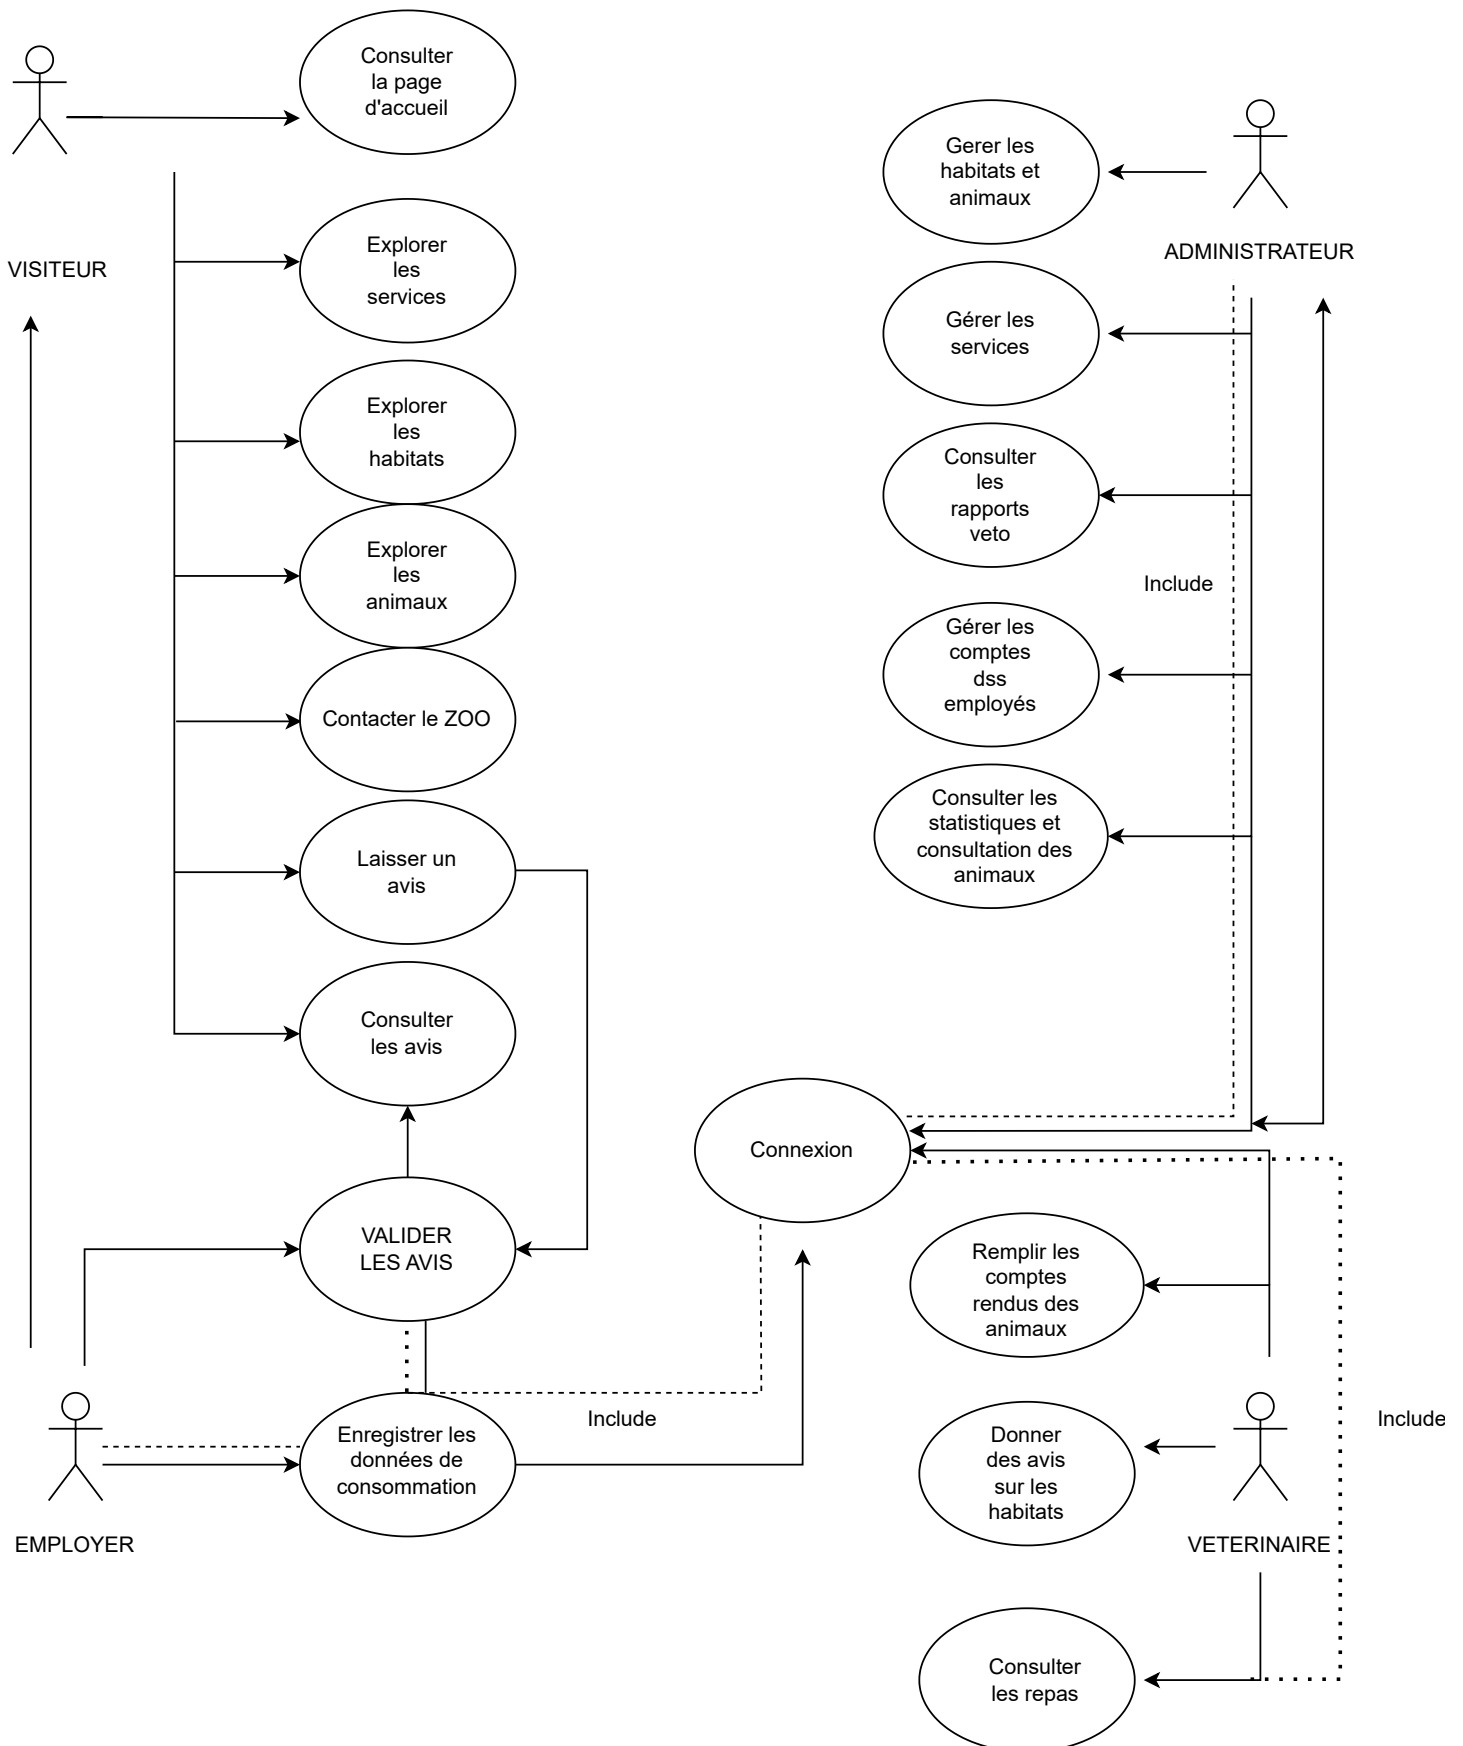 Consulter
la page
d'accueil
VISITEUR
Explorer
les
services
Explorer
les
habitats
Explorer
les
animaux
Contacter le ZOO
Laisser un
avis
Consulter
les avis
VALIDER
LES AVIS
Enregistrer les
données de
consommation
EMPLOYER
Include
Connexion
Gerer les
habitats et
animaux
ADMINISTRATEUR
Gérer les
services
Consulter
les
rapports
veto
Include
Gérer les
comptes
dss
employés
Consulter les
statistiques et
consultation des
animaux
Remplir les
comptes
rendus des
animaux
Donner
des avis
sur les
habitats
VETERINAIRE
Include
Consulter
les repas